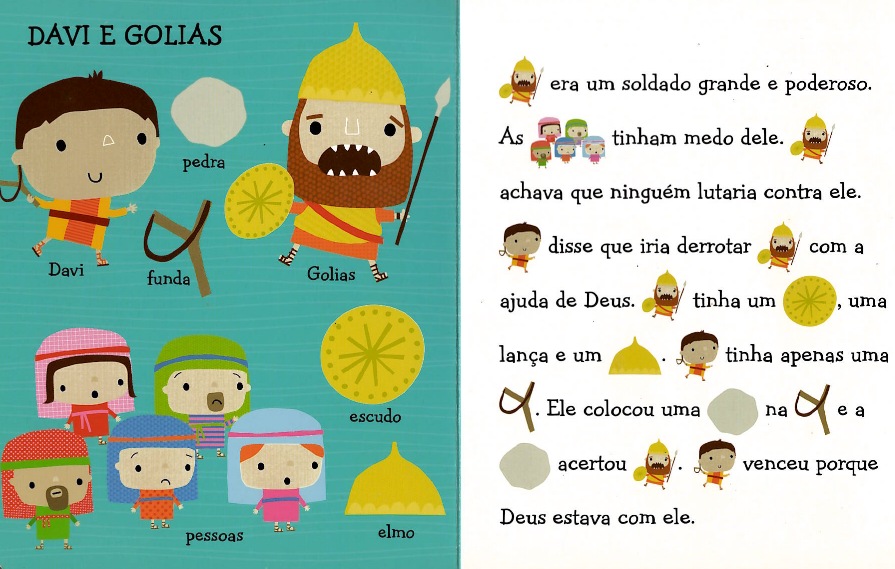 DAVI E GOLIAS
pedra
Davi
funda
Golias
escudo
pessoas
elmo
era um soldado grande e poderoso.
As tinham medo dele.
achava que ninguém lutaria contra ele.
disse que iria derrotar com a
ajuda de Deus. tinha um , uma
lança e um . tinha apenas uma
. Ele colocou uma na e a
acertou . venceu porque
Deus estava com ele.